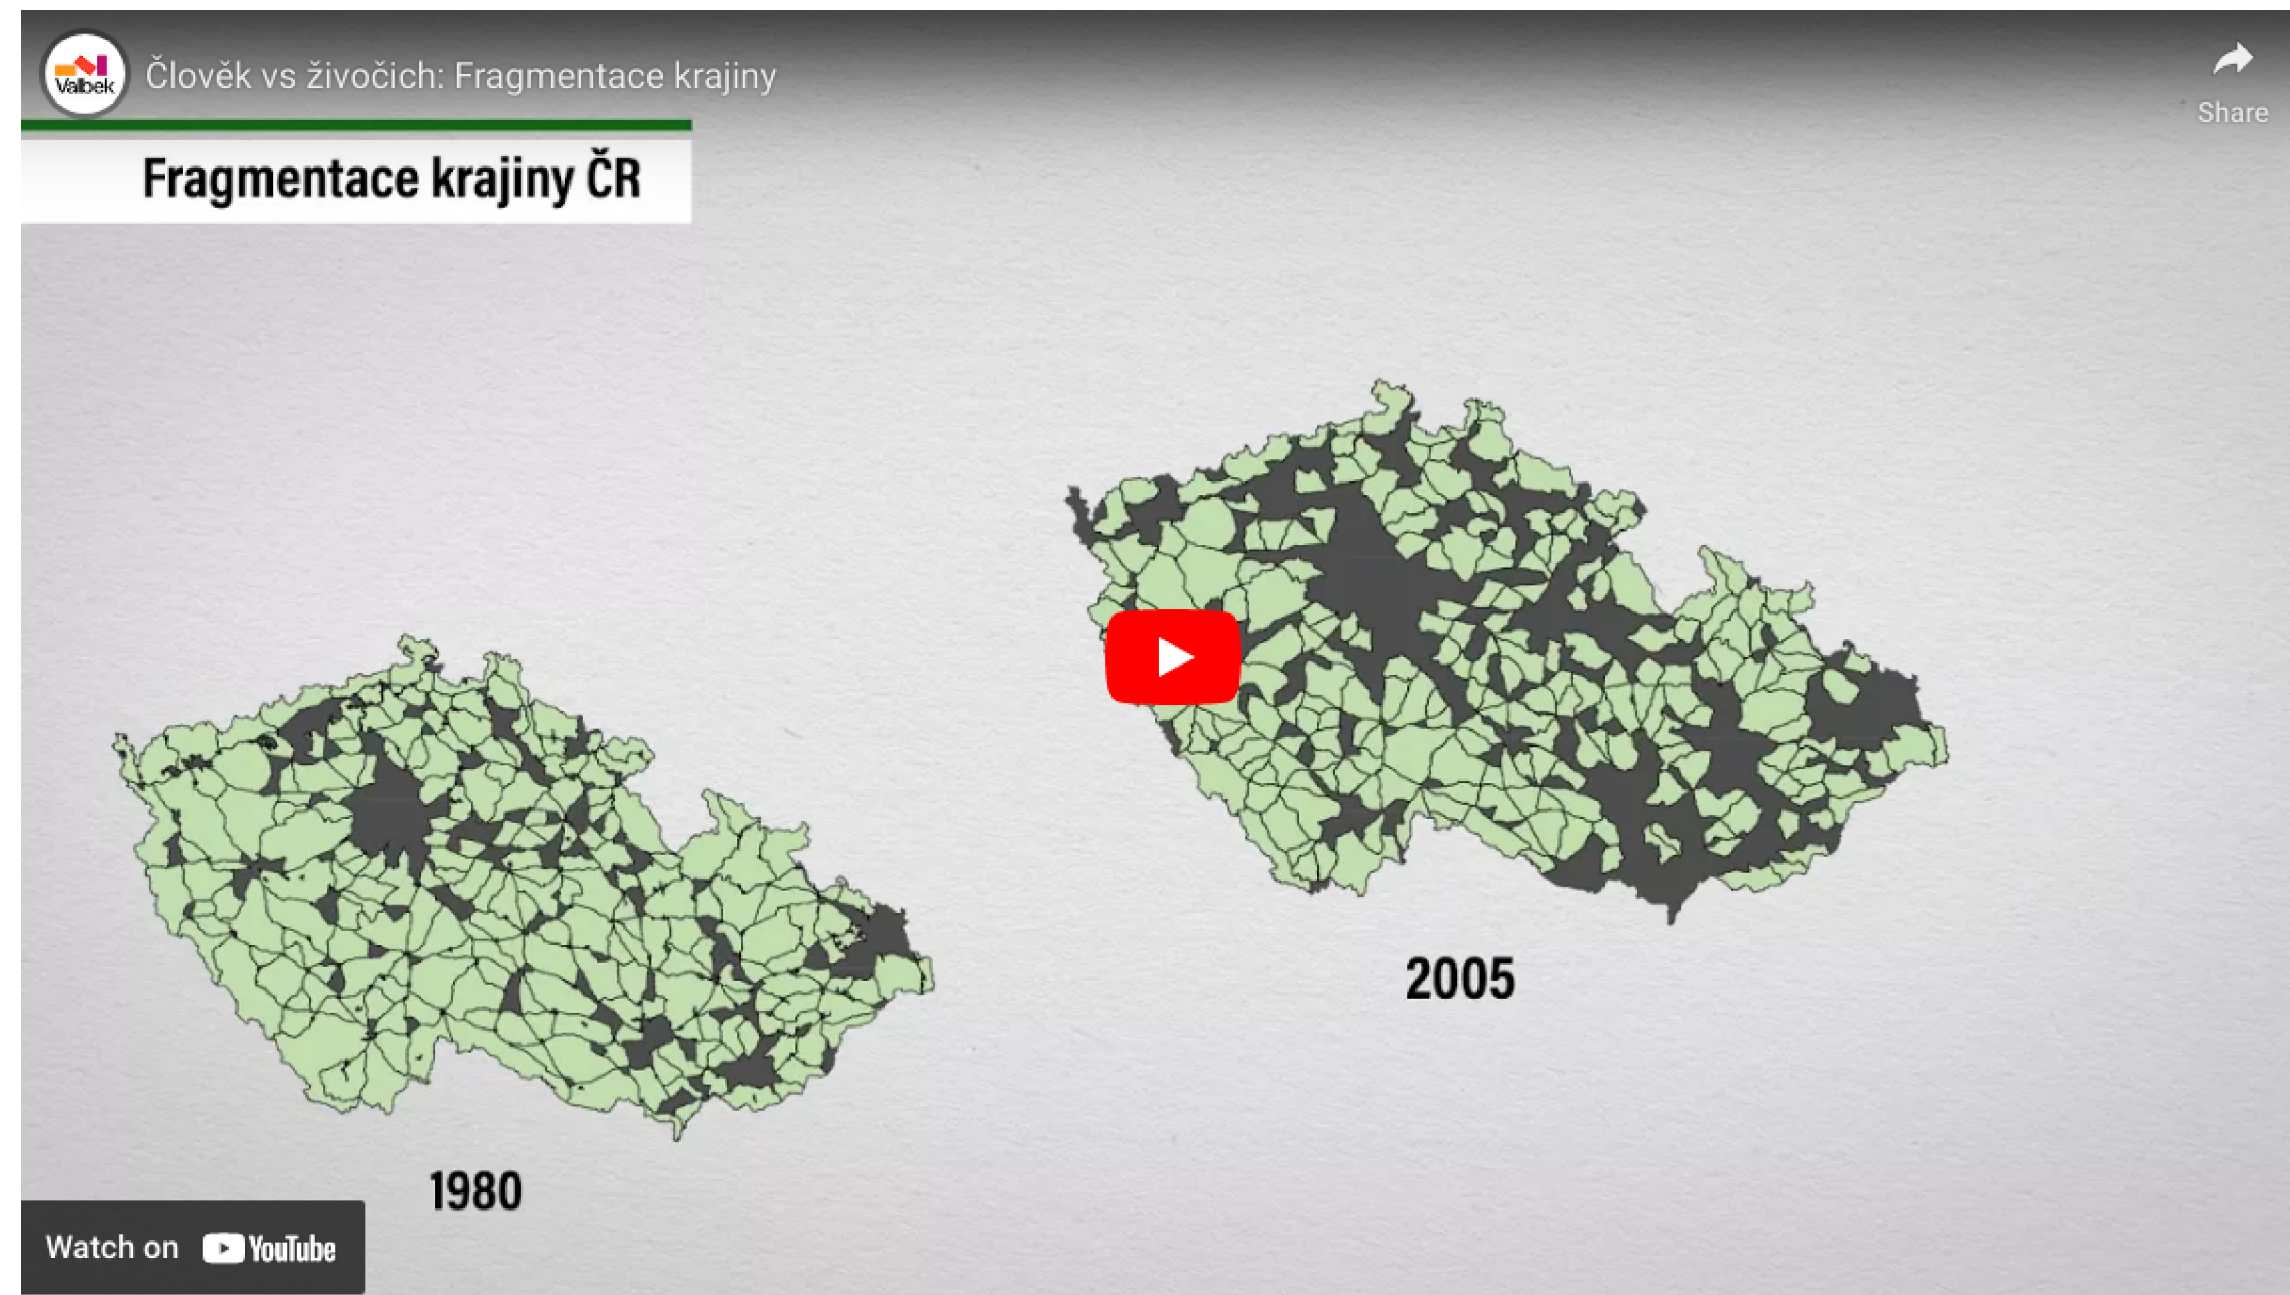 Valbek
Člověk vs živočich: Fragmentace krajiny
Share
Fragmentace krajiny ČR
2005
1980
Watch on YouTube